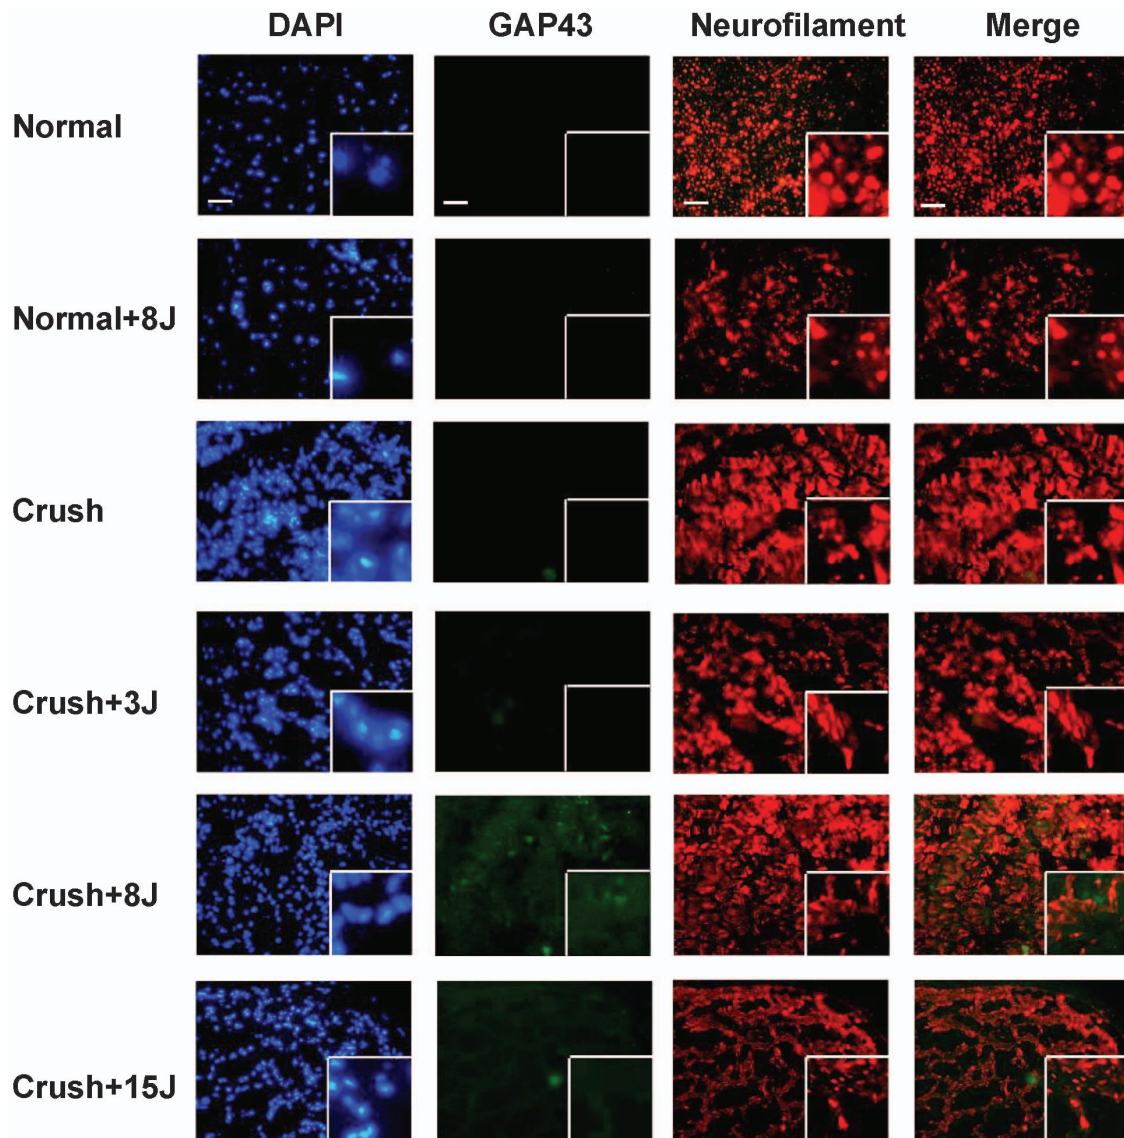 DAPI GAP43 Neurofilament Merge
Normal
Normal+8J
Crush
Crush+3J
Crush+8J
Crush+15J